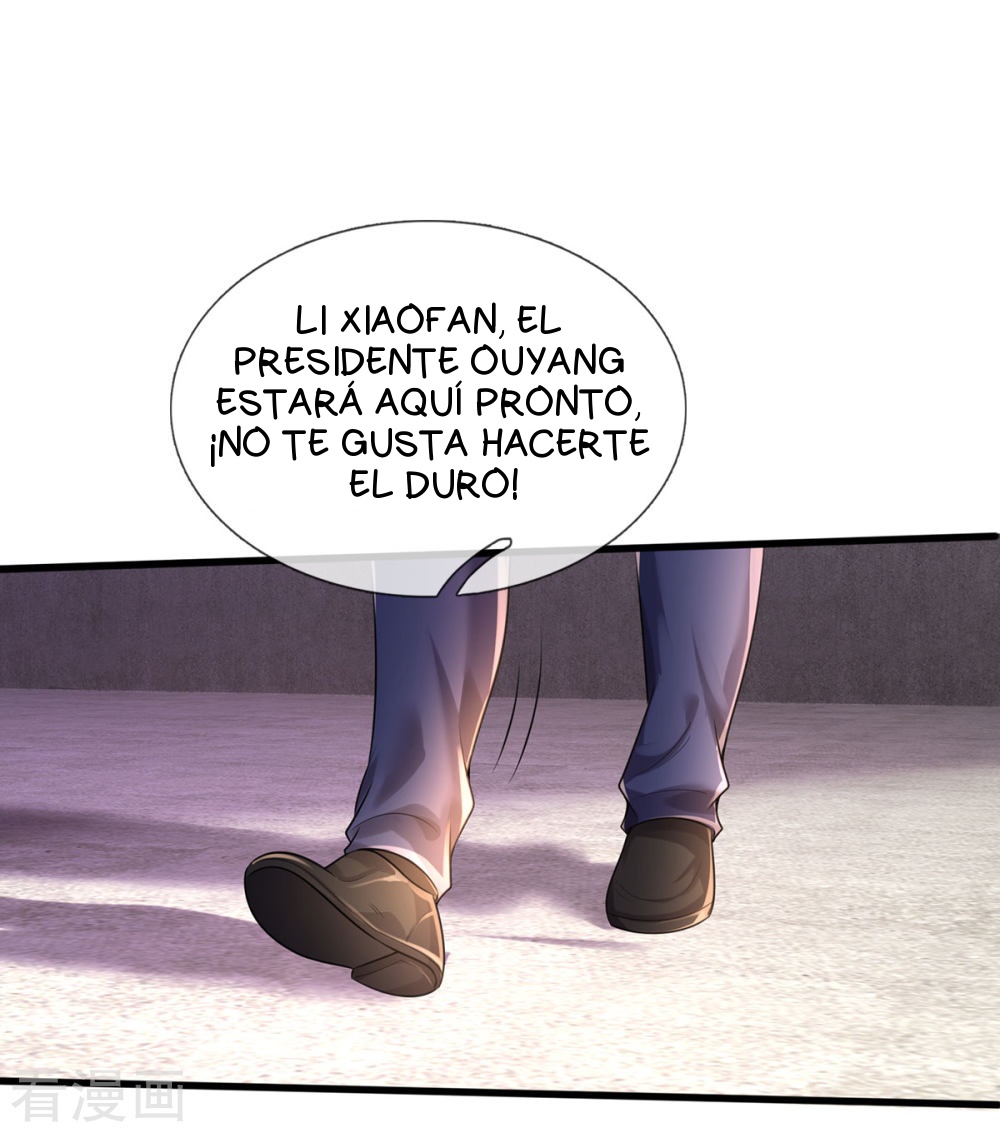 LI XIAOFAN, EL
PRESIDENTE OUYANG
ESTARÁ AQUÍ PRONTO,
¡NO TE GUSTA HACERTE
EL DURO!
看漫画